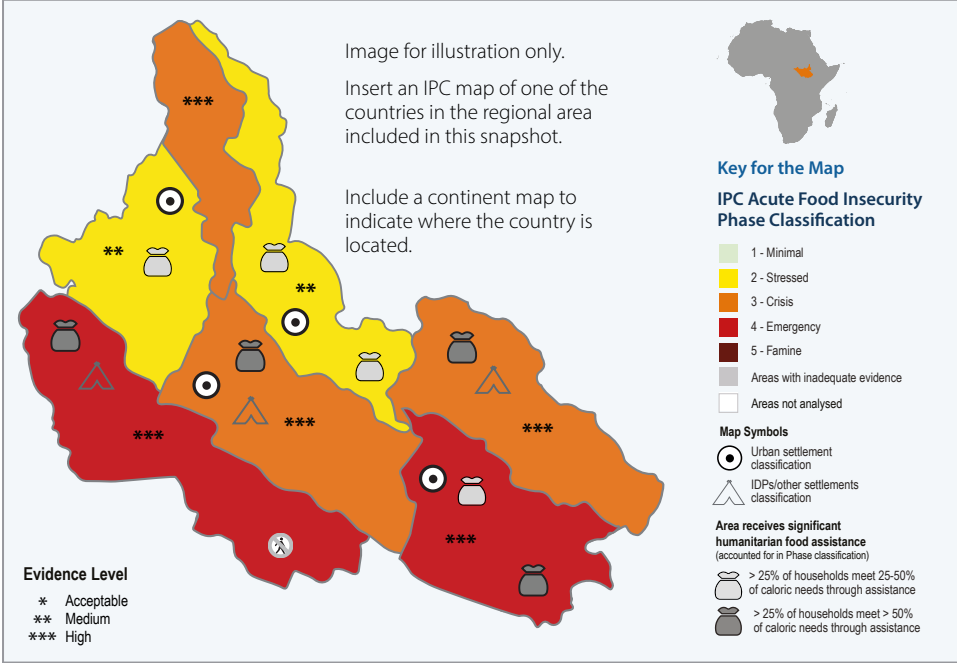 Image for illustration only.
Insert an IPC map of one of the
countries in the regional area
included in this snapshot.
Include a continent map to
indicate where the country is
located.
***
**
**
***
***
***
***
Evidence Level
* Acceptable
** Medium
*** High
Key for the Map
IPC Acute Food Insecurity
Phase Classification
1 - Minimal
2 - Stressed
3 - Crisis
4 - Emergency
5 - Famine
Areas with inadequate evidence
Areas not analysed
Map Symbols
Urban settlement
classification
IDPs/other settlements
classification
Area receives significant
humanitarian food assistance
(accounted for in Phase classification)
> 25% of households meet 25-50%
of caloric needs through assistance
> 25% of households meet > 50%
of caloric needs through assistance